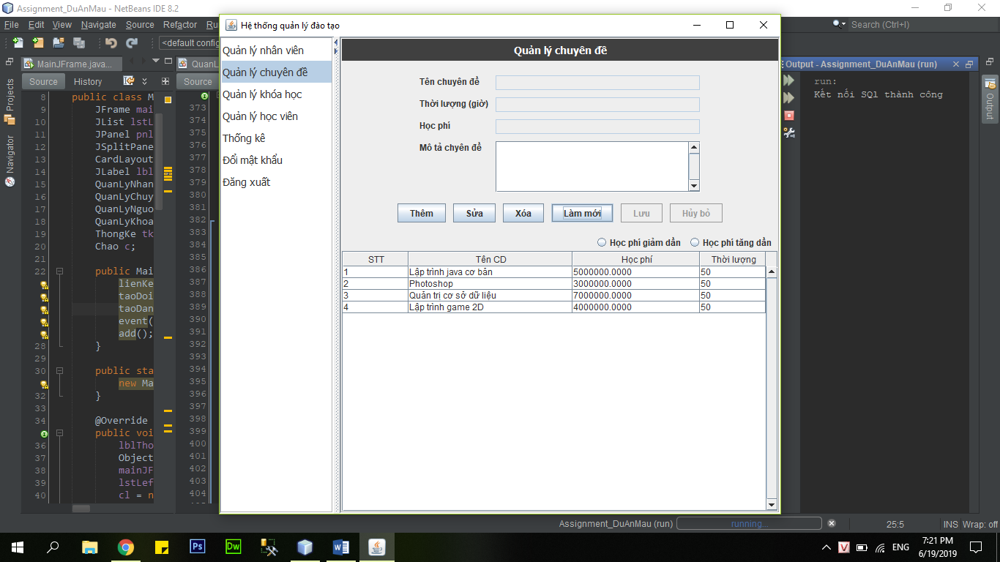 Assignment_DuAnMau - NetBeans IDE 8.2
File Edit View Navigate Source Refactor Ru
Search (Ctrl+I)
<default config
MainJFrame.java
QuanL
Source History
Source
Projects
Navigator
8 public class M
9 JFrame mai
10 JList lstL
11 JPanel pnl
12 JSplitPane
13 CardLayout
14 JLabel lbl
15 QuanLyNhan
16 QuanLyChuy
17 QuanLyNguo
18 QuanLyKhoa
19 ThongKe tk
20 Chao c;
21
22 public Mai
lienKe
taoDoi
taoDan
event(
add();
28 }
29
30 public sta
new Ma
32 }
33
34 @Override
public voi
36 lblTho
37 Object
38 mainJF
39 lstLef
40 cl = n
373
374
375
376
377
378
379
380
381
382
383
384
385
386
387
388
389
390
391
392
393
394
395
396
397
398
399
400
401
402
403
404
Hệ thống quản lý đào tạo
Quản lý nhân viên
Quản lý chuyên đề
Quản lý khóa học
Quản lý học viên
Thống kê
Đổi mật khẩu
Đăng xuất
Quản lý chuyên đề
Tên chuyên đề
Thời lượng (giờ)
Học phí
Mô tả chyên đề
Thêm Sửa Xóa Làm mới Lưu Hủy bỏ
Học phí giảm dần Học phí tăng dần
STT Tên CD Học phí Thời lượng
1 Lập trình java cơ bản 5000000.0000 50
2 Photoshop 3000000.0000 50
3 Quản trị cơ sở dữ liệu 7000000.0000 50
4 Lập trình game 2D 4000000.0000 50
Output - Assignment_DuAnMau (run)
run:
Kết nối SQl thành công
Output
Assignment_DuAnMau (run) running... 25:5 INS Wrap: off
Ps Dw
V ENG
7:21 PM
6/19/2019